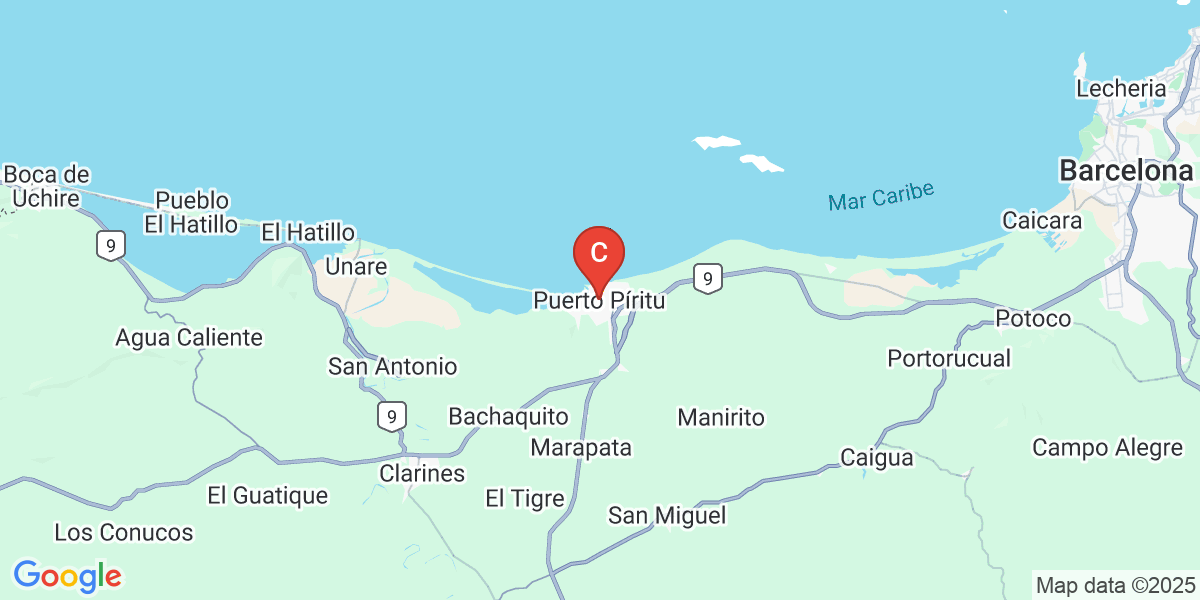 Lecheria
Boca de
Uchire
Barcelona
Pueblo
El Hatillo
Mar Caribe
El Hatillo
Caicara
9
C
Unare
9
Puerto Píritu
Potoco
Agua Caliente
Portorucual
San Antonio
9
Bachaquito
Manirito
Marapata
Campo Alegre
Caigua
Clarines
El Guatique
El Tigre
San Miguel
Los Conucos
Google
Map data ©2025